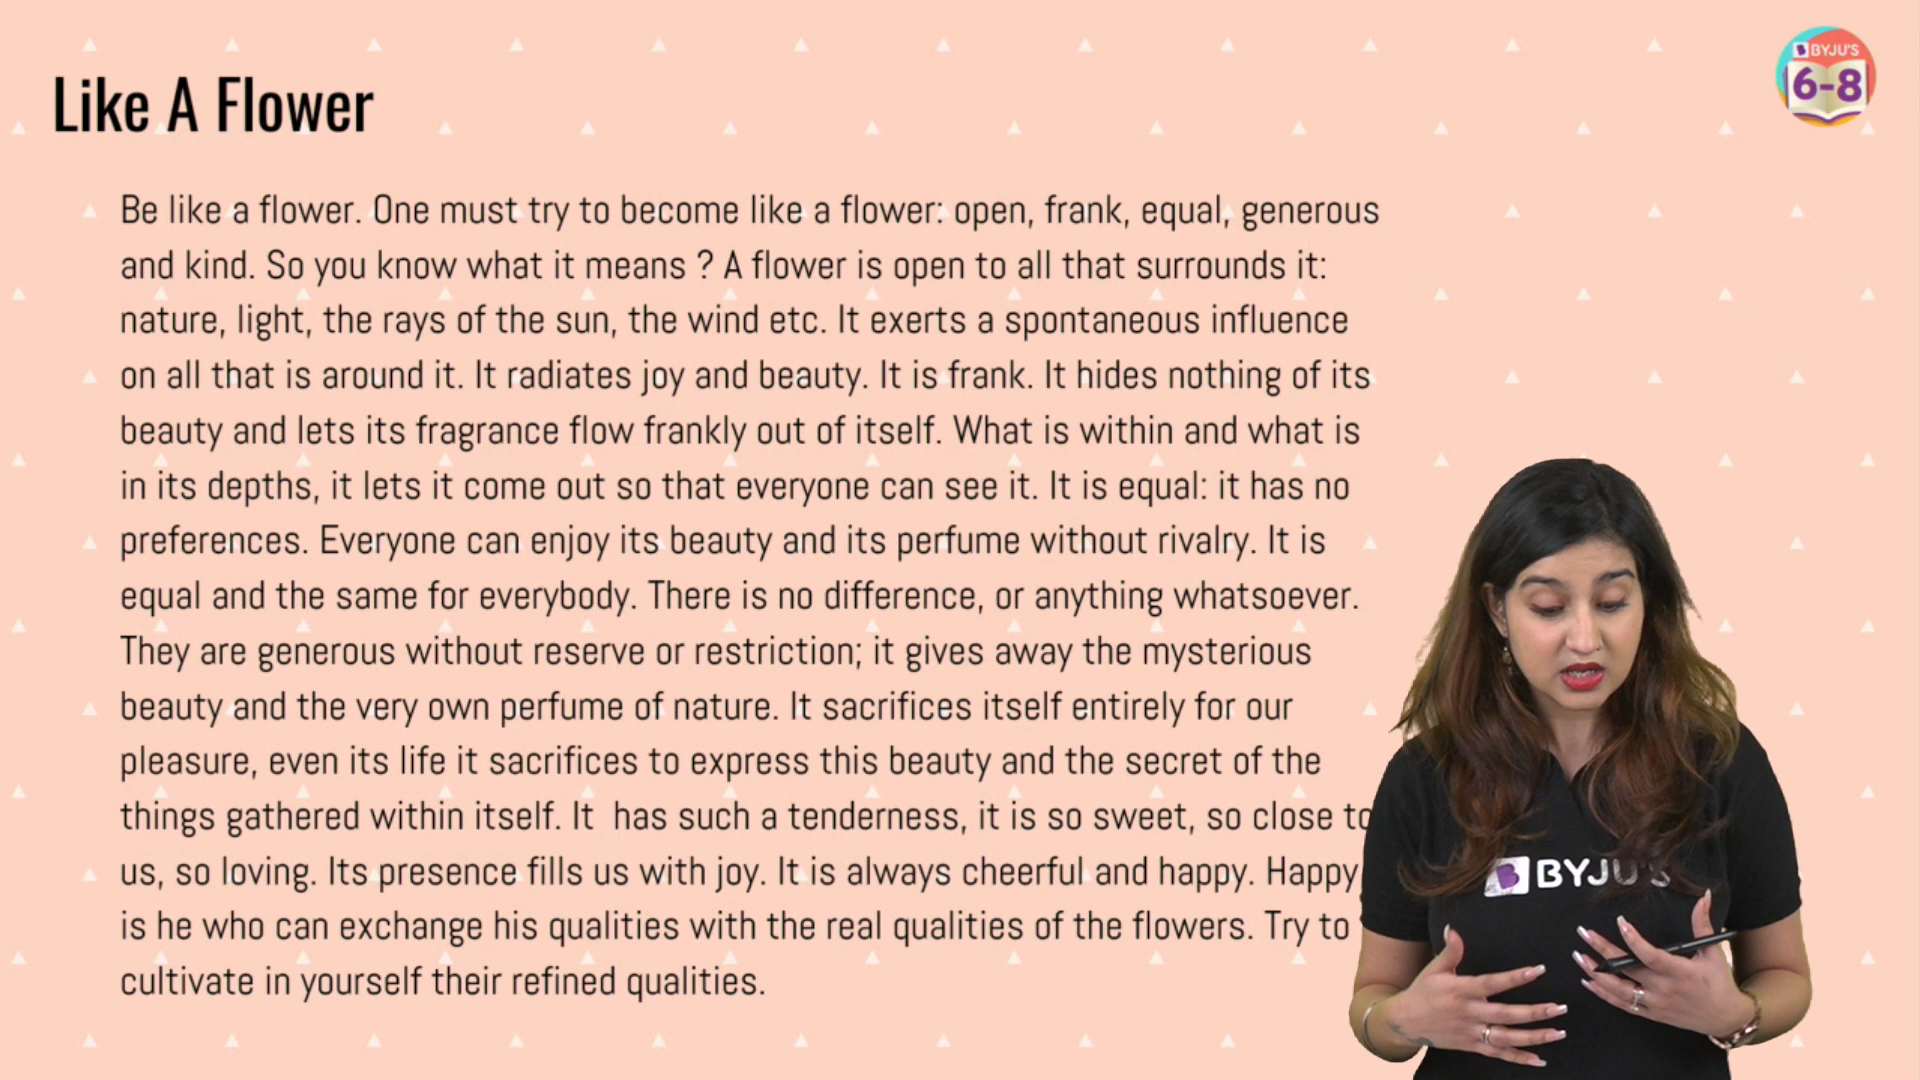 BYJU'S
6-8
Like A Flower
Be like a flower. One must try to become like a flower: open, frank, equal, generous
and kind. So you know what it means ? A flower is open to all that surrounds it:
nature, light, the rays of the sun, the wind etc. It exerts a spontaneous influence
on all that is around it. It radiates joy and beauty. It is frank. It hides nothing of its
beauty and lets its fragrance flow frankly out of itself. What is within and what is
in its depths, it lets it come out so that everyone can see it. It is equal: it has no
preferences. Everyone can enjoy its beauty and its perfume without rivalry. It is
equal and the same for everybody. There is no difference, or anything whatsoever.
They are generous without reserve or restriction; it gives away the mysterious
beauty and the very own perfume of nature. It sacrifices itself entirely for our
pleasure, even its life it sacrifices to express this beauty and the secret of the
things gathered within itself. It  has such a tenderness, it is so sweet, so close to
us, so loving. Its presence fills us with joy. It is always cheerful and happy. Happy
is he who can exchange his qualities with the real qualities of the flowers. Try to
cultivate in yourself their refined qualities.
BYJU'S